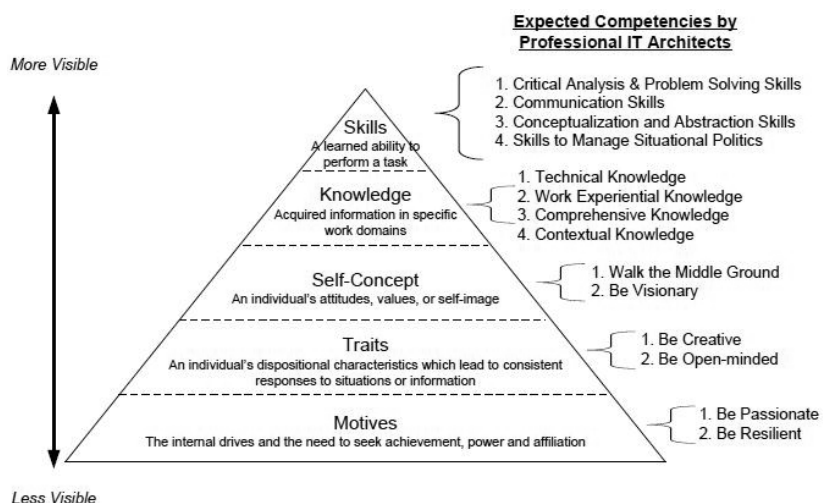 Expected Competencies by
Professional IT Architects
More Visible
1. Critical Analysis & Problem Solving Skills
2. Communication Skills
3. Conceptualization and Abstraction Skills
4. Skills to Manage Situational Politics
Skills
A learned ability to
perform a task
1. Technical Knowledge
2. Work Experiential Knowledge
3. Comprehensive Knowledge
4. Contextual Knowledge
Knowledge
Acquired information in specific
work domains
1. Walk the Middle Ground
2. Be Visionary
Self-Concept
An individual's attitudes, values, or self-image
1. Be Creative
2. Be Open-minded
Traits
An individual's dispositional characteristics which lead to consistent
responses to situations or information
1. Be Passionate
2. Be Resilient
Motives
The internal drives and the need to seek achievement, power and affiliation
Less Visible